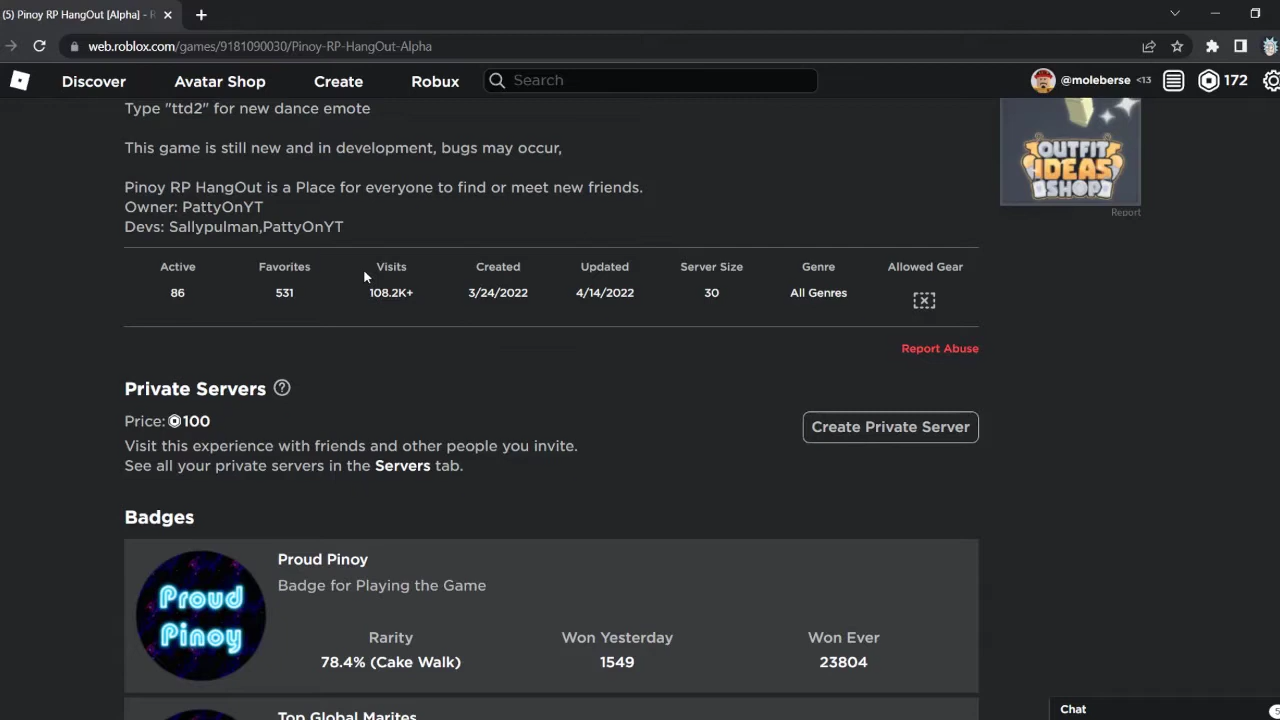 (5) Pinoy RP HangOut [Alpha] - R
web.roblox.com/games/9181090030/Pinoy-RP-HangOut-Alpha
Discover Avatar Shop Create Robux Search @moleberse <13 172
Type "ttd2" for new dance emote
This game is still new and in development, bugs may occur,
Pinoy RP HangOut is a Place for everyone to find or meet new friends.
Owner: PattyOnYT
Devs: Sallypulman,PattyOnYT
OUTFIT
IDEAS
SHOP
Report
Active Favorites Visits Created Updated Server Size Genre Allowed Gear
86 531 108.2K+ 3/24/2022 4/14/2022 30 All Genres
Report Abuse
Private Servers
Price: 100
Create Private Server
Visit this experience with friends and other people you invite.
See all your private servers in the Servers tab.
Badges
Proud Pinoy
Proud Pinoy
Badge for Playing the Game
Rarity Won Yesterday Won Ever
78.4% (Cake Walk) 1549 23804
Top Global Marites
Chat 5